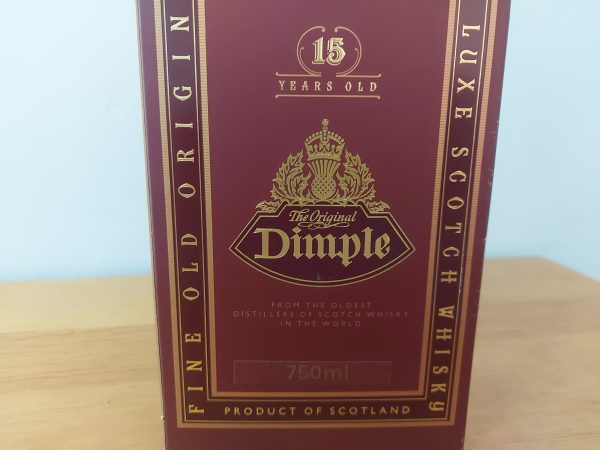 15
YEARS OLD
FINE OLD ORIGIN
The Original
Dimple
FROM THE OLDEST
DISTILLERS OF SCOTCH WHISKY
IN THE WORLD
750ml
PRODUCT OF SCOTLAND
LUXE SCOTCH WHISKY